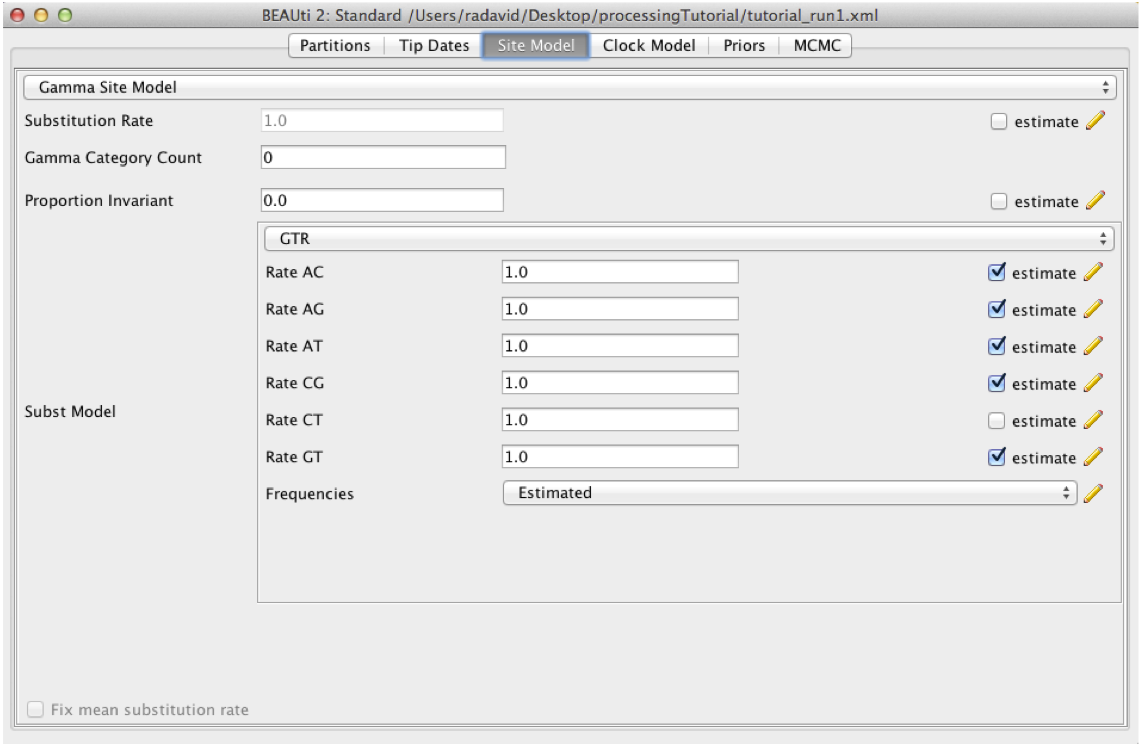 BEAUti 2: Standard /Users/radavid/Desktop/processingTutorial/tutorial_run1.xml
Partitions Tip Dates Site Model Clock Model Priors MCMC
Gamma Site Model
Substitution Rate 1.0 estimate
Gamma Category Count 0
Proportion Invariant 0.0 estimate
GTR
Rate AC 1.0 estimate
Rate AG 1.0 estimate
Rate AT 1.0 estimate
Rate CG 1.0 estimate
Subst Model
Rate CT 1.0 estimate
Rate GT 1.0 estimate
Frequencies Estimated
Fix mean substitution rate